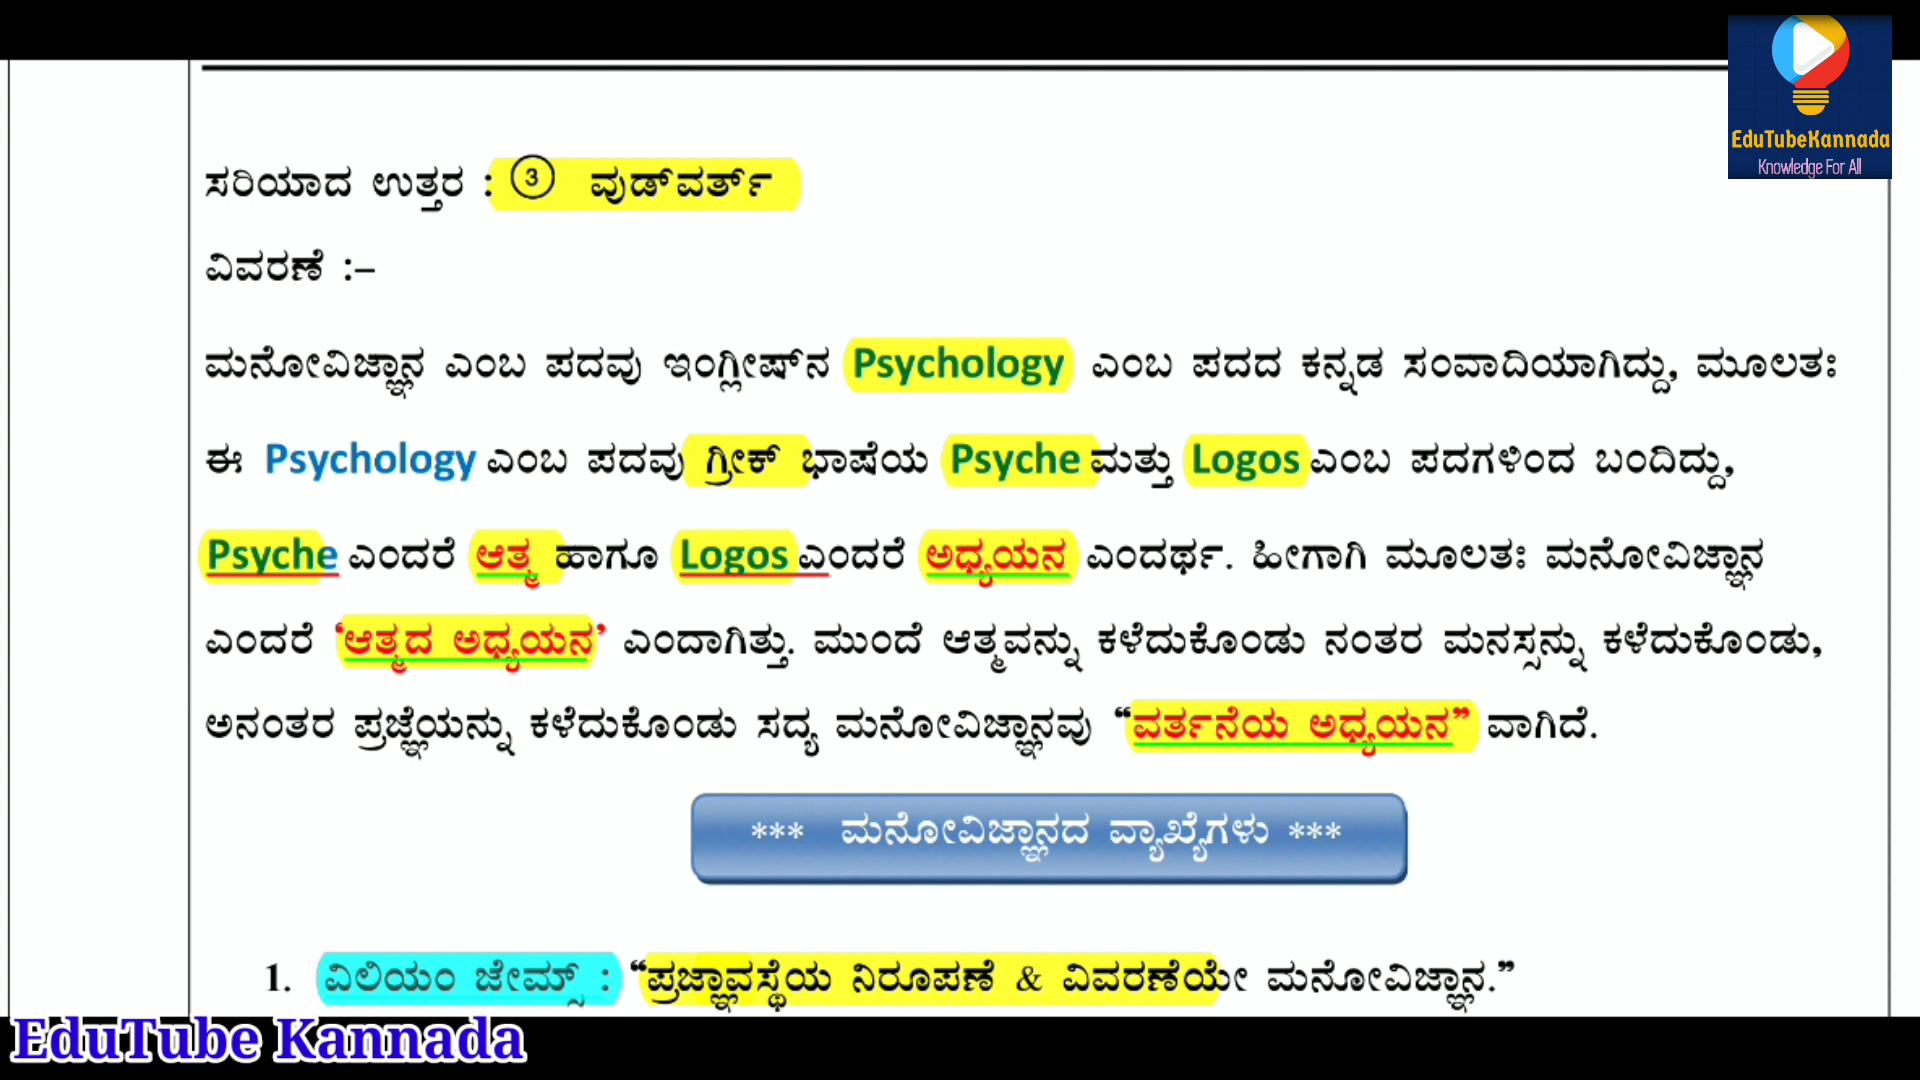 EduTubeKannada
Knowledge For All
ಸರಿಯಾದ ಉತ್ತರ : ③ ವುಡ್‌ವರ್ತ್
ವಿವರಣೆ :–
ಮನೋವಿಜ್ಞಾನ ಎಂಬ ಪದವು ಇಂಗ್ಲೀಷ್‌ನ Psychology ಎಂಬ ಪದದ ಕನ್ನಡ ಸಂವಾದಿಯಾಗಿದ್ದು, ಮೂಲತಃ
ಈ Psychology ಎಂಬ ಪದವು ಗ್ರೀಕ್ ಭಾಷೆಯ Psyche ಮತ್ತು Logos ಎಂಬ ಪದಗಳಿಂದ ಬಂದಿದ್ದು,
Psyche ಎಂದರೆ ಆತ್ಮ ಹಾಗೂ Logos ಎಂದರೆ ಅಧ್ಯಯನ ಎಂದರ್ಥ. ಹೀಗಾಗಿ ಮೂಲತಃ ಮನೋವಿಜ್ಞಾನ
ಎಂದರೆ ‘ಆತ್ಮದ ಅಧ್ಯಯನ’ ಎಂದಾಗಿತ್ತು. ಮುಂದೆ ಆತ್ಮವನ್ನು ಕಳೆದುಕೊಂಡು ನಂತರ ಮನಸ್ಸನ್ನು ಕಳೆದುಕೊಂಡು,
ಅನಂತರ ಪ್ರಜ್ಞೆಯನ್ನು ಕಳೆದುಕೊಂಡು ಸದ್ಯ ಮನೋವಿಜ್ಞಾನವು “ವರ್ತನೆಯ ಅಧ್ಯಯನ” ವಾಗಿದೆ.
*** ಮನೋವಿಜ್ಞಾನದ ವ್ಯಾಖ್ಯೆಗಳು ***
1. ವಿಲಿಯಂ ಜೇಮ್ಸ್ : “ಪ್ರಜ್ಞಾವಸ್ಥೆಯ ನಿರೂಪಣೆ & ವಿವರಣೆಯೇ ಮನೋವಿಜ್ಞಾನ.”
EduTube Kannada